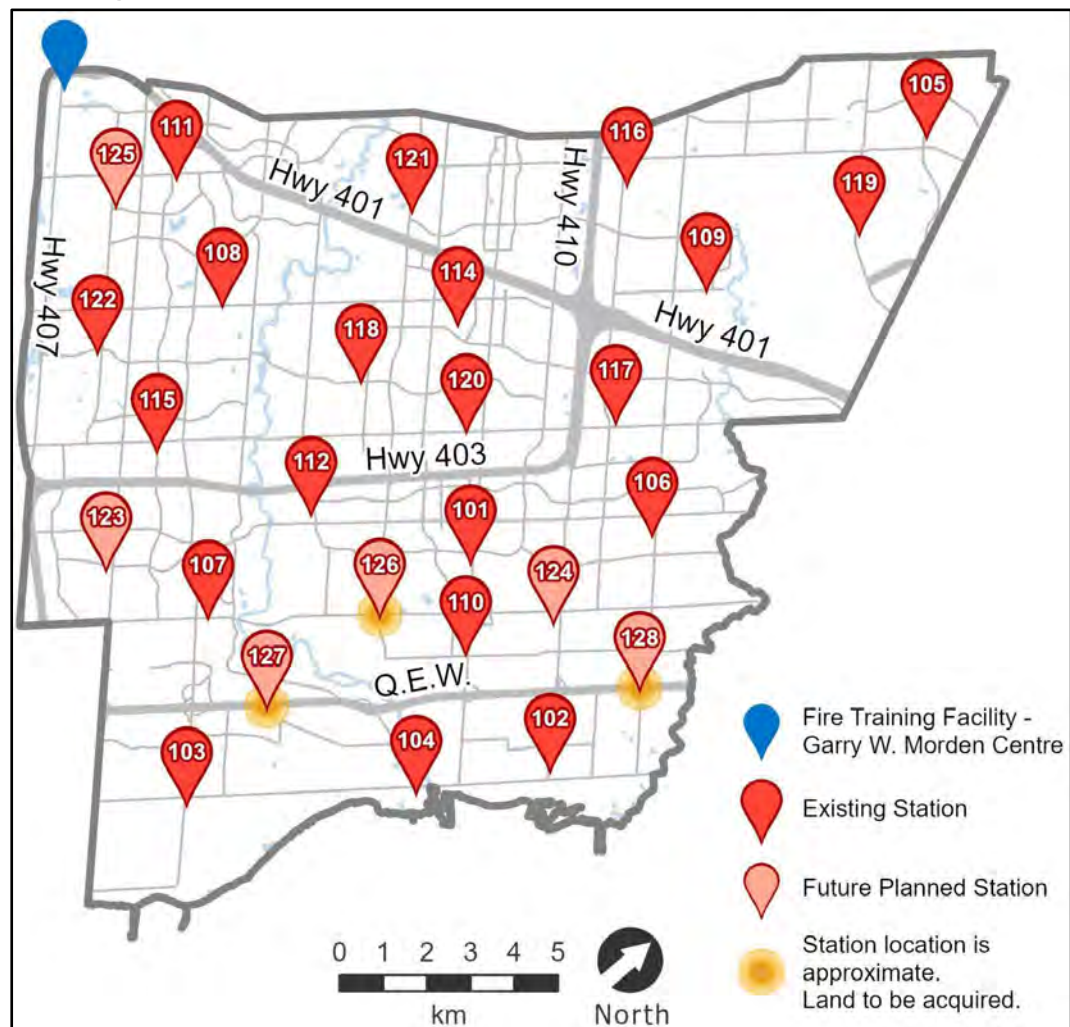 105
111
116
121
125
119
Hwy 401
Hwy 410
109
108
Hwy 407
114
122
118
Hwy 401
117
120
115
112
Hwy 403
106
101
123
126
124
107
110
128
127
Q.E.W.
102
103
104
Fire Training Facility -
Garry W. Morden Centre
Existing Station
Future Planned Station
Station location is
approximate.
Land to be acquired.
0 1 2 3 4 5
km
North